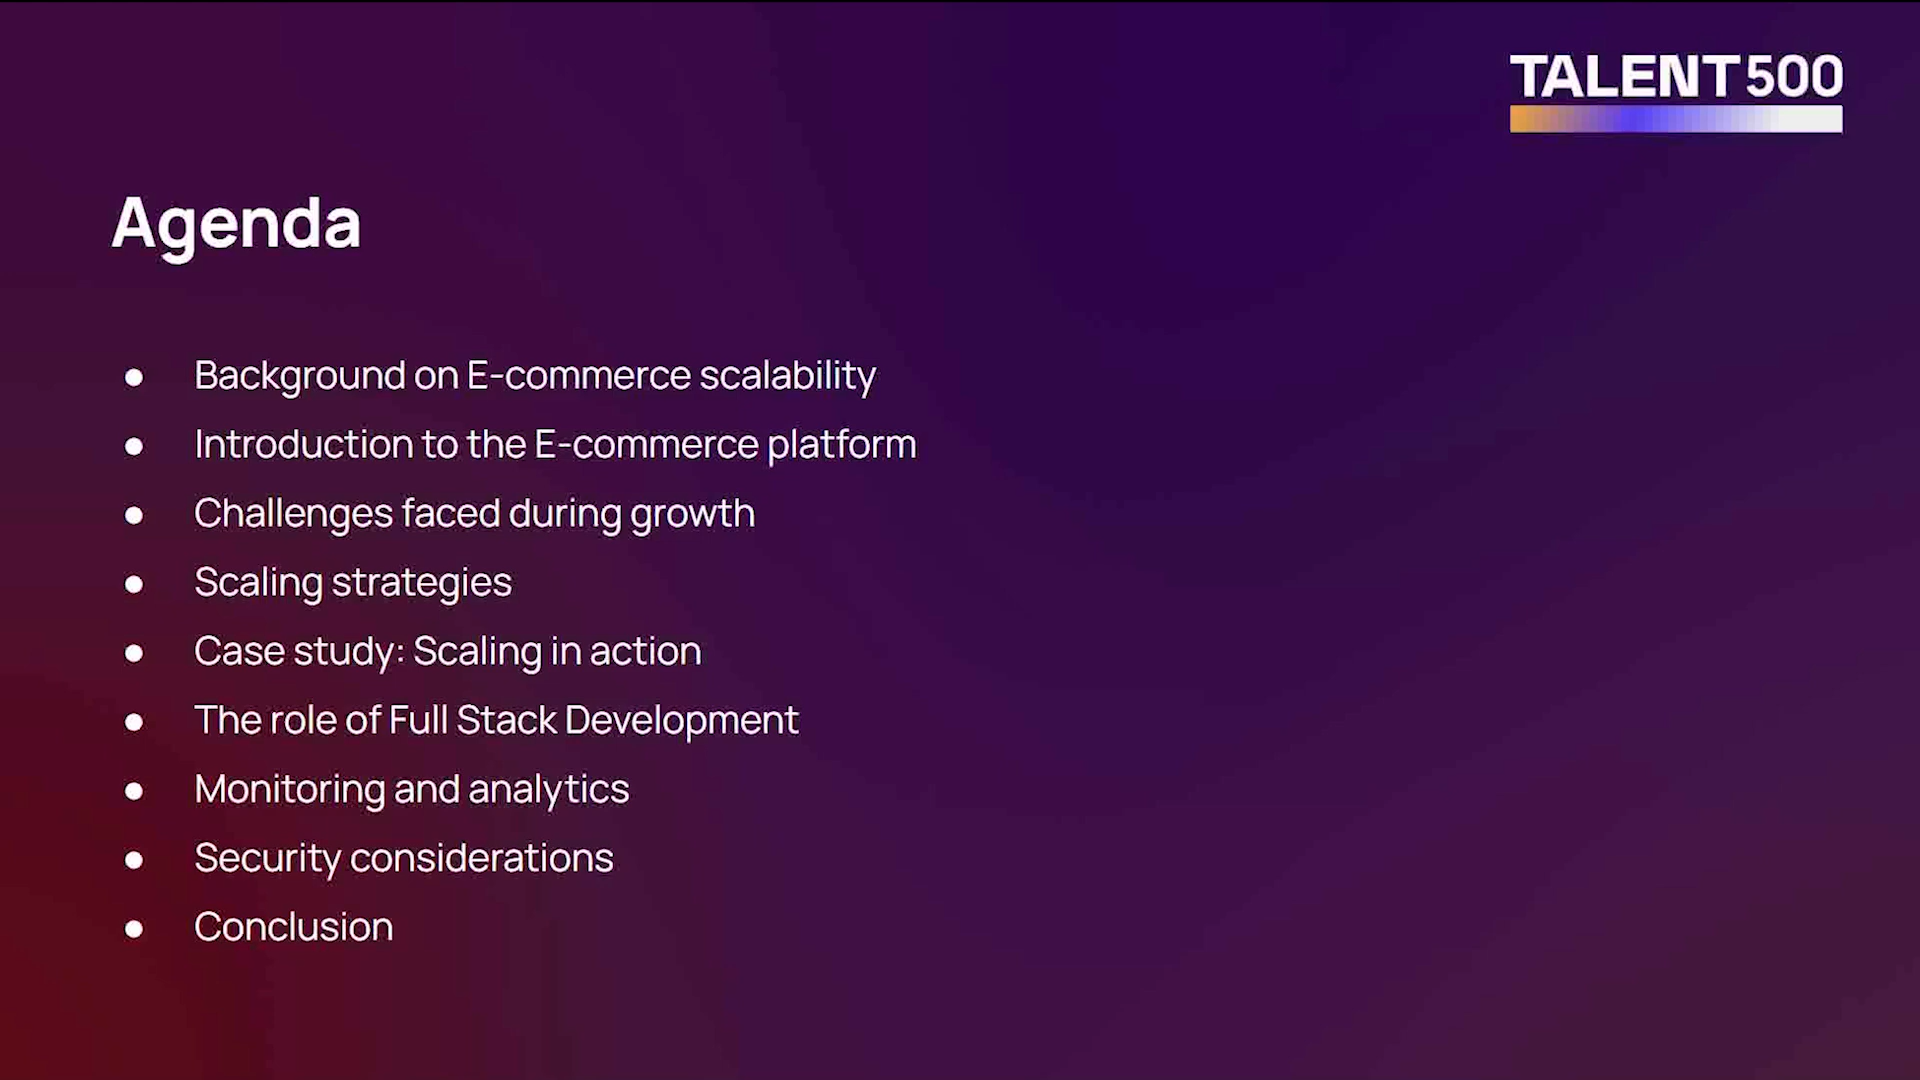 TALENT500
Agenda
● Background on E-commerce scalability
● Introduction to the E-commerce platform
● Challenges faced during growth
● Scaling strategies
● Case study: Scaling in action
● The role of Full Stack Development
● Monitoring and analytics
● Security considerations
● Conclusion